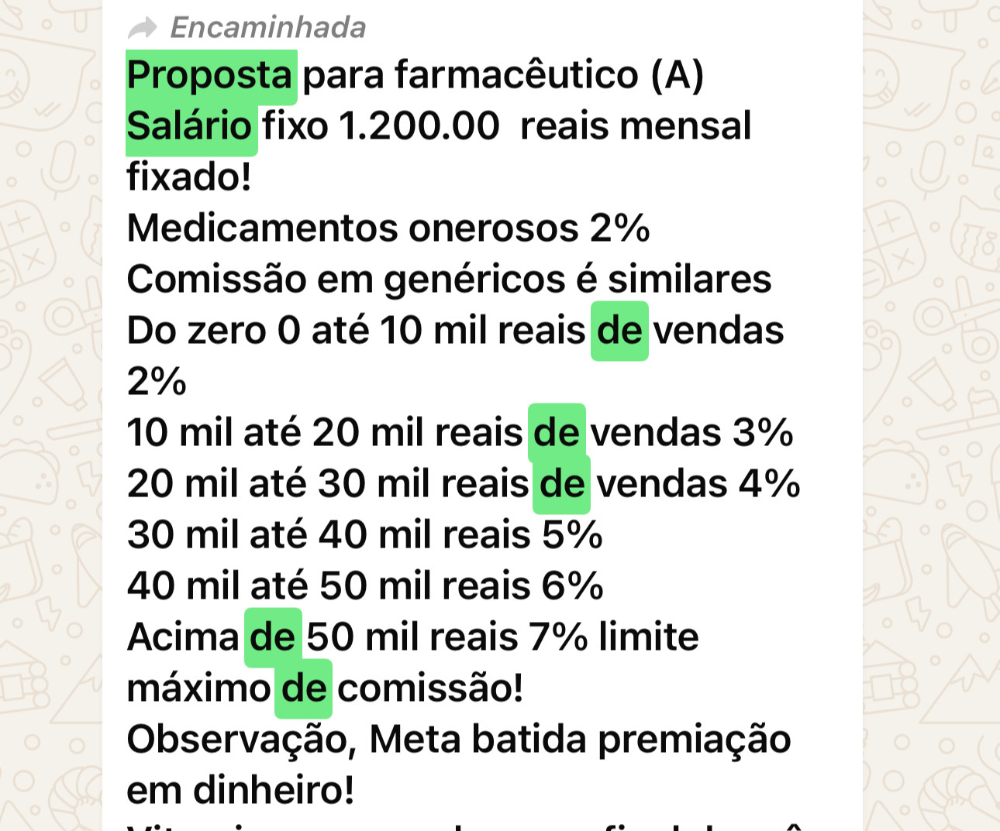 Encaminhada
Proposta para farmacêutico (A)
Salário fixo 1.200.00 reais mensal
fixado!
Medicamentos onerosos 2%
Comissão em genéricos é similares
Do zero 0 até 10 mil reais de vendas
2%
10 mil até 20 mil reais de vendas 3%
20 mil até 30 mil reais de vendas 4%
30 mil até 40 mil reais 5%
40 mil até 50 mil reais 6%
Acima de 50 mil reais 7% limite
máximo de comissão!
Observação, Meta batida premiação
em dinheiro!